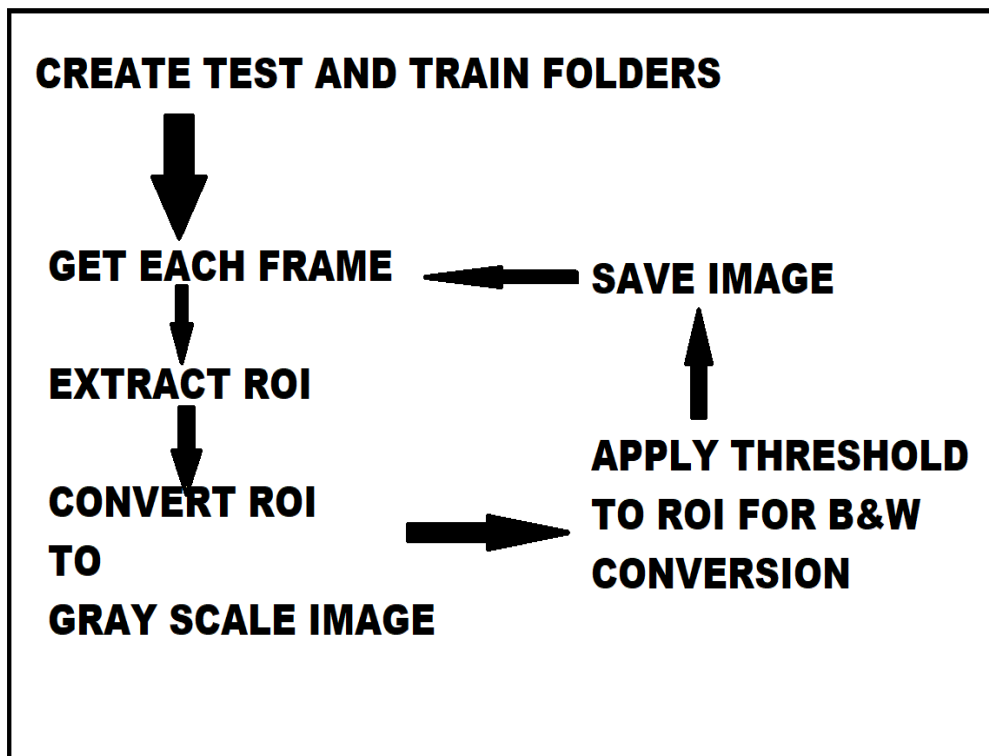 CREATE TEST AND TRAIN FOLDERS
GET EACH FRAME
EXTRACT ROI
CONVERT ROI
TO
GRAY SCALE IMAGE
APPLY THRESHOLD
TO ROI FOR B&W
CONVERSION
SAVE IMAGE